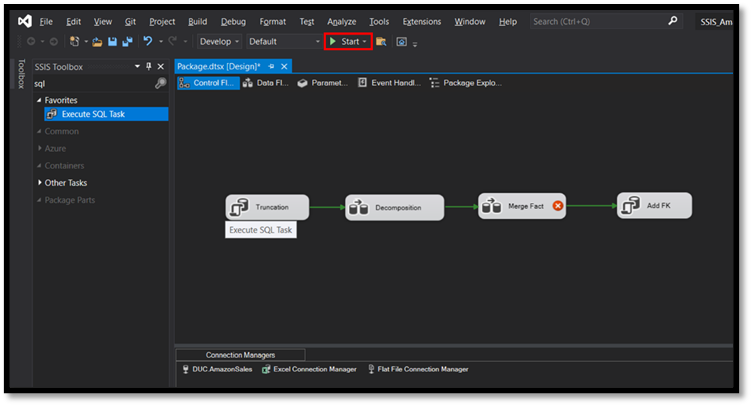 File Edit View Git Project Build Debug Format Test Analyze Tools Extensions Window Help Search (Ctrl+Q) SSIS_Ama
Develop Default Start
Toolbox
SSIS Toolbox
sql
Favorites
Execute SQL Task
Common
Azure
Containers
Other Tasks
Package Parts
Package.dtsx [Design]*
Control Fl... Data Fl... Paramet... Event Handl... Package Explo...
Truncation Decomposition Merge Fact Add FK
Execute SQL Task
Connection Managers
DUC.AmazonSales Excel Connection Manager Flat File Connection Manager